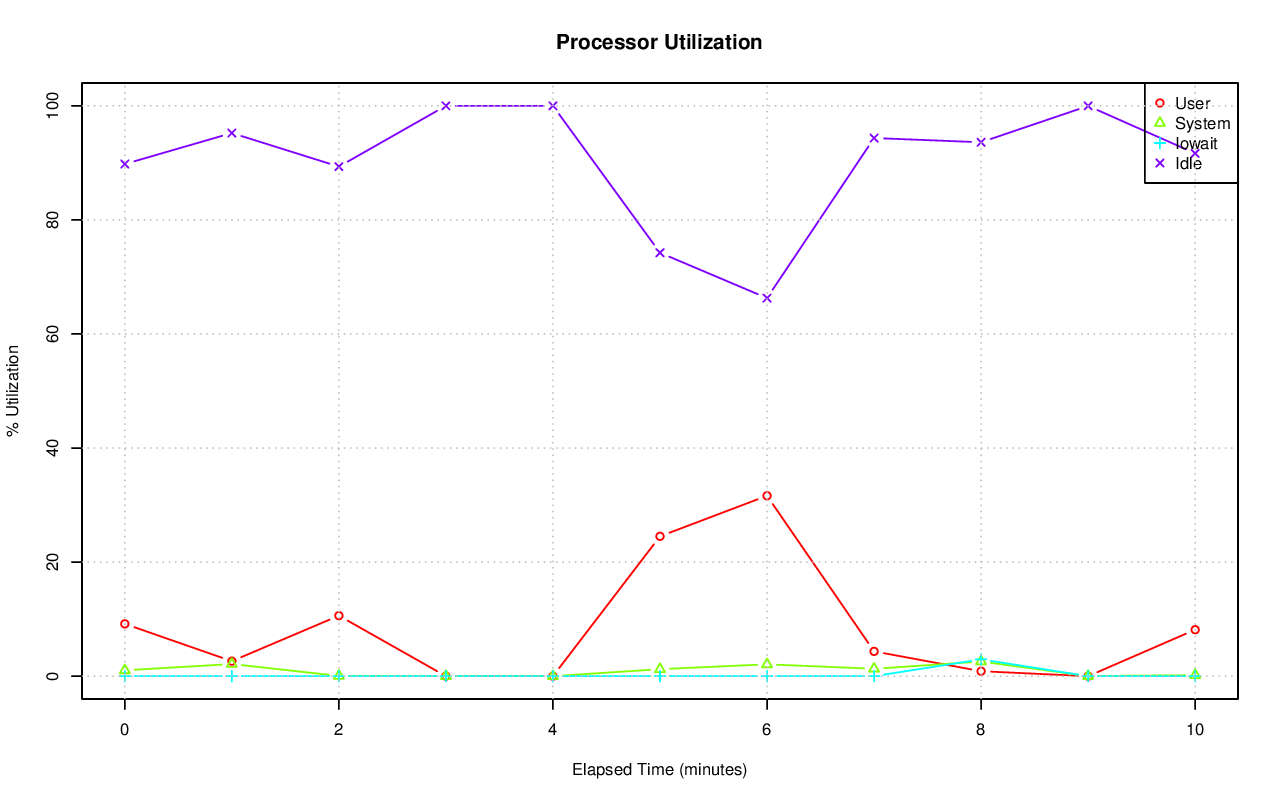 Processor Utilization
User
System
Iowait
Idle
% Utilization
100
80
60
40
20
0
0 2 4 6 8 10
Elapsed Time (minutes)